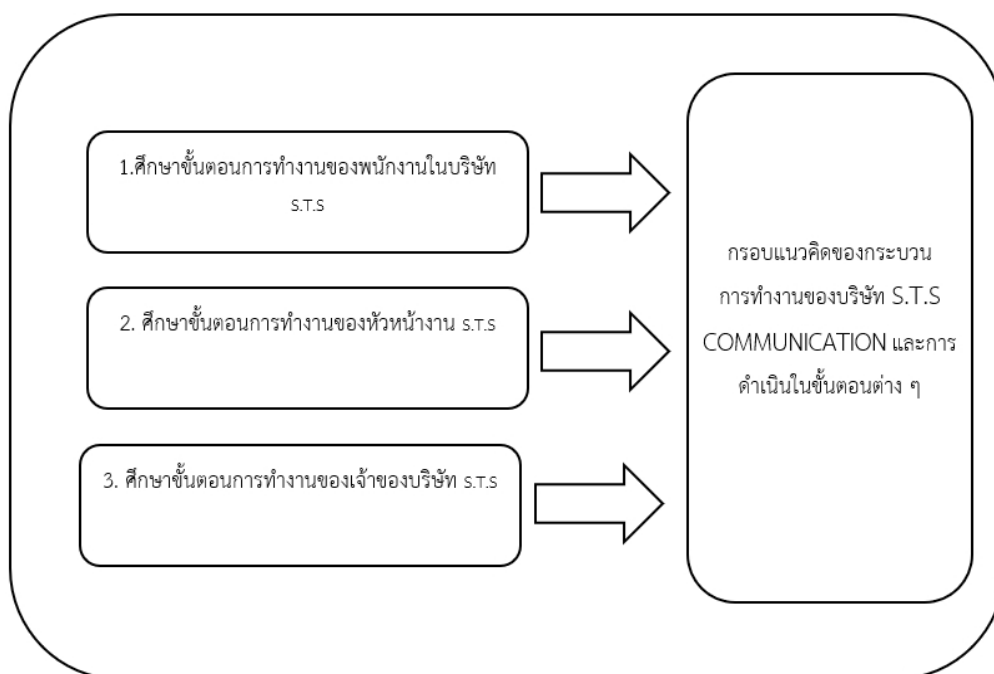 1.ศึกษาขั้นตอนการทำงานของพนักงานในบริษัท
S.T.S
2. ศึกษาขั้นตอนการทำงานของหัวหน้างาน S.T.S
3. ศึกษาขั้นตอนการทำงานของเจ้าของบริษัท S.T.S
กรอบแนวคิดของกระบวน
การทำงานของบริษัท S.T.S
COMMUNICATION และการ
ดำเนินในขั้นตอนต่าง ๆ